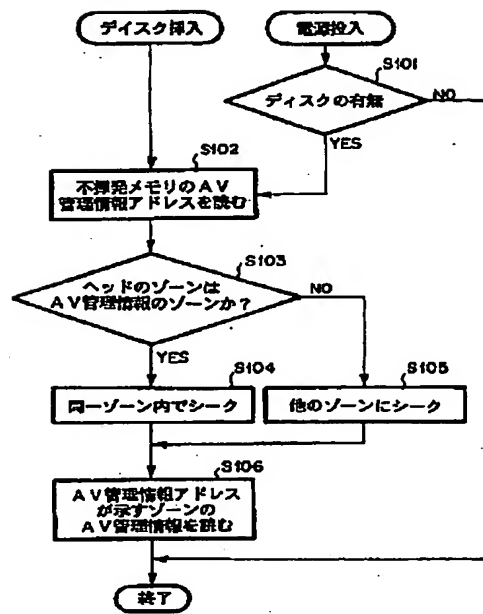 ディスク挿入
電源投入
S101
ディスクの有無
NO
YES
S102
不揮発メモリのAV
管理情報アドレスを読む
S103
ヘッドのゾーンは
AV管理情報のゾーンか？
NO
YES
S104
同一ゾーン内でシーク
S105
他のゾーンにシーク
S106
AV管理情報アドレス
が示すゾーンの
AV管理情報を読む
終了